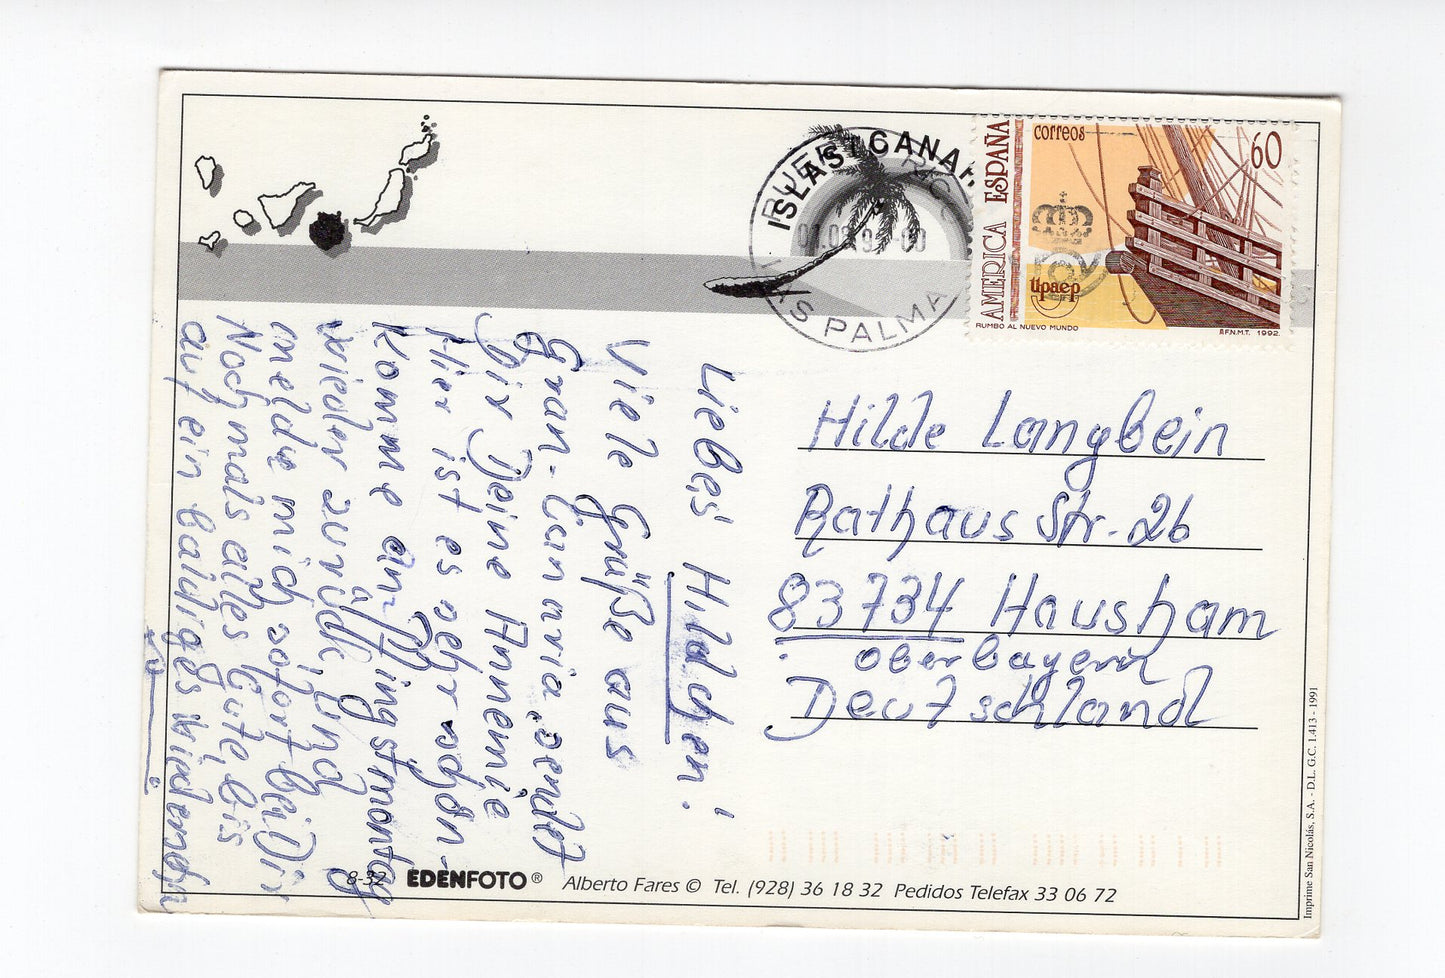 Liebes Hildchen!
Viele Grüße aus
Gran-Canaria, sendet
Dir Deine Annemie
Hier ist es sehr schön
Komme am Pfingstmontag
wieder zurück, und
melde mich sofort bei Dir
Nochmals alles Gute, bis
auf ein baldiges Wiedersehn
ISLAS CANAR
LAS PALMA
AMERICA ESPAÑA
correos
60
upaep
RUMBO AL NUEVO MUNDO
F.N.M.T. 1992
Hilde Langbein
Rathaus Str. 26
83734 Hausham
Oberbayern
Deutschland
8-32 EDENFOTO® Alberto Fares © Tel. (928) 36 18 32 Pedidos Telefax 33 06 72
Imprime San Nicolás, S.A. - D.L. G.C. 1.413 - 1991